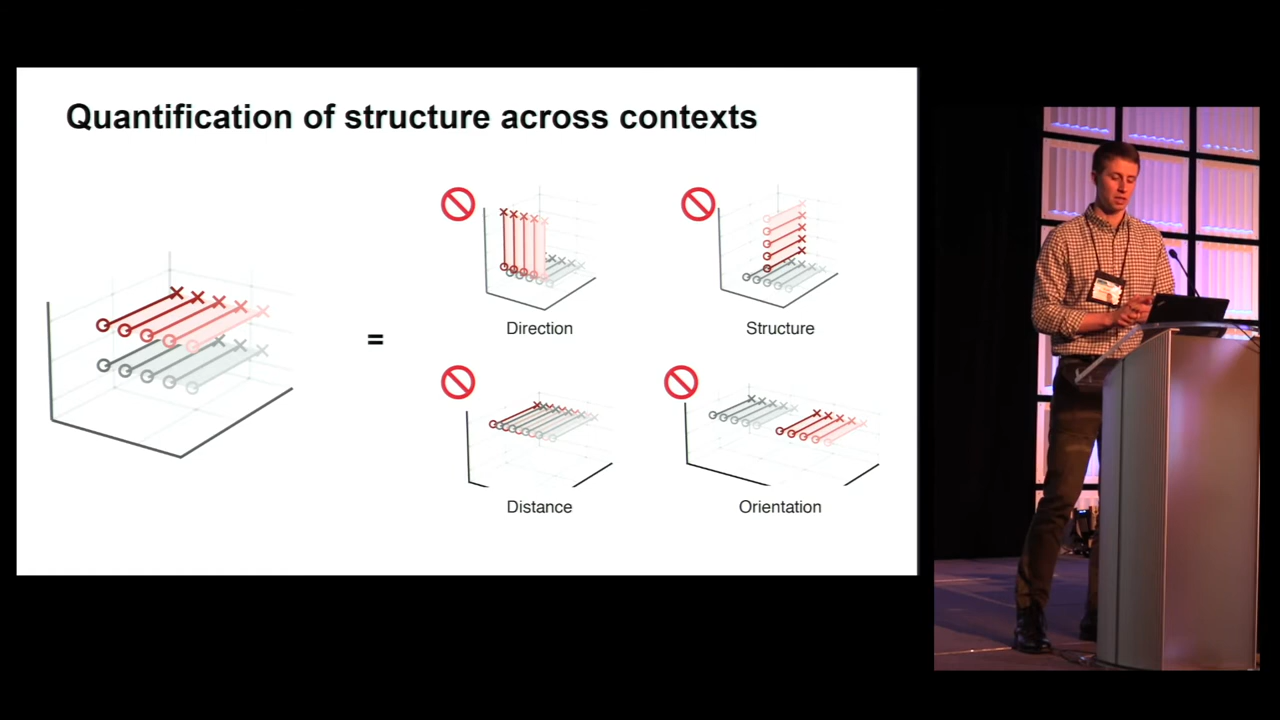 Quantification of structure across contexts
=
Direction
Structure
Distance
Orientation